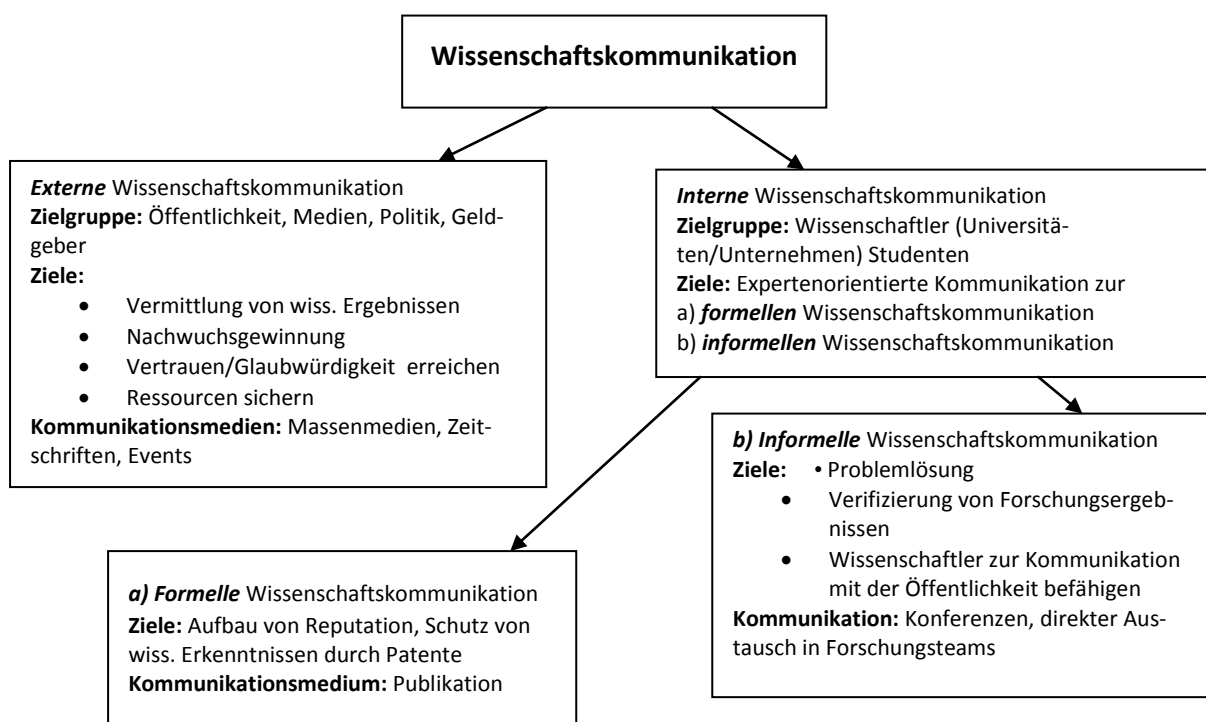 Wissenschaftskommunikation
Externe Wissenschaftskommunikation
Zielgruppe: Öffentlichkeit, Medien, Politik, Geld-
geber
Ziele:
• Vermittlung von wiss. Ergebnissen
• Nachwuchsgewinnung
• Vertrauen/Glaubwürdigkeit erreichen
• Ressourcen sichern
Kommunikationsmedien: Massenmedien, Zeit-
schriften, Events
Interne Wissenschaftskommunikation
Zielgruppe: Wissenschaftler (Universitä-
ten/Unternehmen) Studenten
Ziele: Expertenorientierte Kommunikation zur
a) formellen Wissenschaftskommunikation
b) informellen Wissenschaftskommunikation
a) Formelle Wissenschaftskommunikation
Ziele: Aufbau von Reputation, Schutz von
wiss. Erkenntnissen durch Patente
Kommunikationsmedium: Publikation
b) Informelle Wissenschaftskommunikation
Ziele: • Problemlösung
• Verifizierung von Forschungsergeb-
nissen
• Wissenschaftler zur Kommunikation
mit der Öffentlichkeit befähigen
Kommunikation: Konferenzen, direkter Aus-
tausch in Forschungsteams